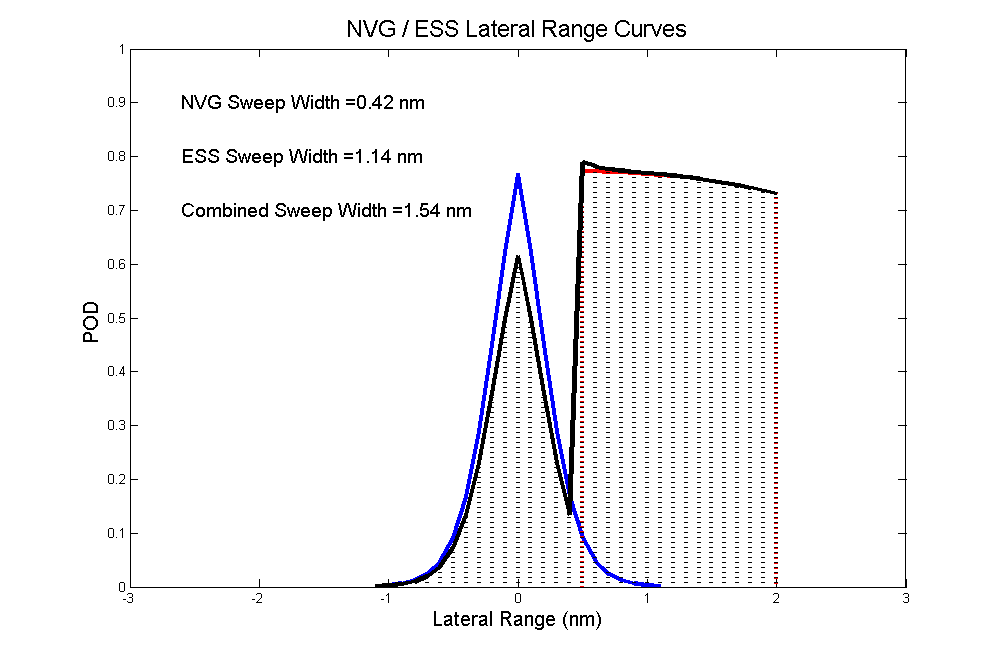 NVG / ESS Lateral Range Curves
1
0.9
NVG Sweep Width =0.42 nm
0.8
ESS Sweep Width =1.14 nm
0.7
Combined Sweep Width =1.54 nm
0.6
0.5
POD
0.4
0.3
0.2
0.1
0
-3 -2 -1 0 1 2 3
Lateral Range (nm)